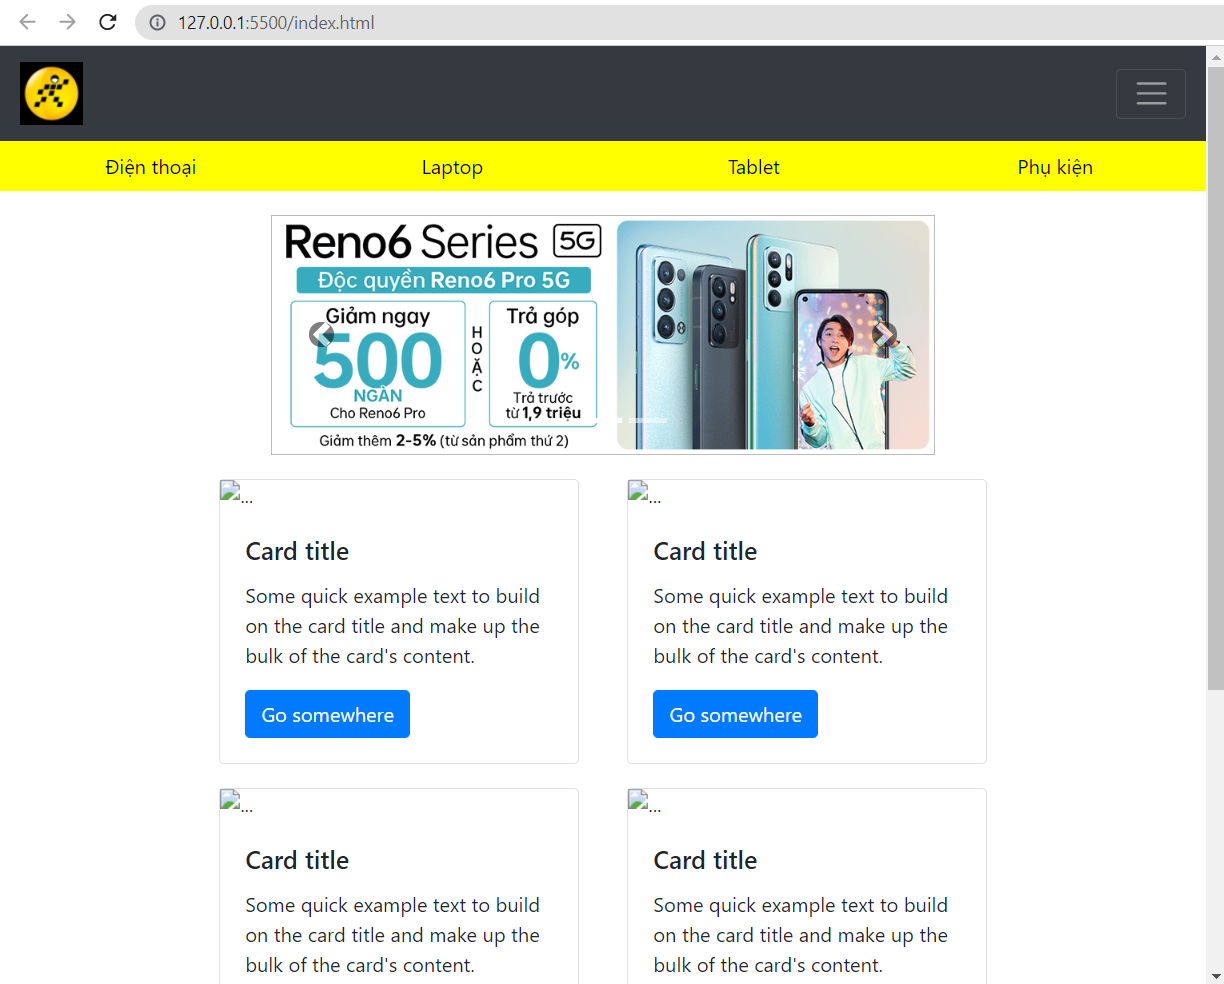 127.0.0.1:5500/index.html
Điện thoại
Laptop
Tablet
Phụ kiện
Reno6 Series 5G
Độc quyền Reno6 Pro 5G
Giảm ngay
500
NGÀN
Cho Reno6 Pro
HOẶC
Trả góp
0%
Trả trước
từ 1,9 triệu
Giảm thêm 2-5% (từ sản phẩm thứ 2)
...
Card title
Some quick example text to build
on the card title and make up the
bulk of the card's content.
Go somewhere
...
Card title
Some quick example text to build
on the card title and make up the
bulk of the card's content.
Go somewhere
...
Card title
Some quick example text to build
on the card title and make up the
bulk of the card's content.
...
Card title
Some quick example text to build
on the card title and make up the
bulk of the card's content.